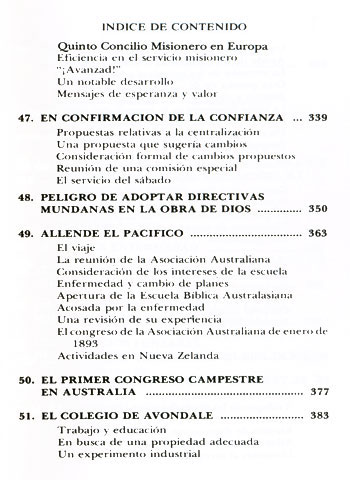 INDICE DE CONTENIDO
Quinto Concilio Misionero en Europa
Eficiencia en el servicio misionero
"¡Avanzad!"
Un notable desarrollo
Mensajes de esperanza y valor
47. EN CONFIRMACION DE LA CONFIANZA ... 339
Propuestas relativas a la centralización
Una propuesta que sugería cambios
Consideración formal de cambios propuestos
Reunión de una comisión especial
El servicio del sábado
48. PELIGRO DE ADOPTAR DIRECTIVAS
MUNDANAS EN LA OBRA DE DIOS .............. 350
49. ALLENDE EL PACIFICO .............................. 363
El viaje
La reunión de la Asociación Australiana
Consideración de los intereses de la escuela
Enfermedad y cambio de planes
Apertura de la Escuela Bíblica Australasiana
Acosada por la enfermedad
Una revisión de su experiencia
El congreso de la Asociación Australiana de enero de
1893
Actividades en Nueva Zelanda
50. EL PRIMER CONGRESO CAMPESTRE
EN AUSTRALIA ........................................ 377
51. EL COLEGIO DE AVONDALE ...................... 383
Trabajo y educación
En busca de una propiedad adecuada
Un experimento industrial